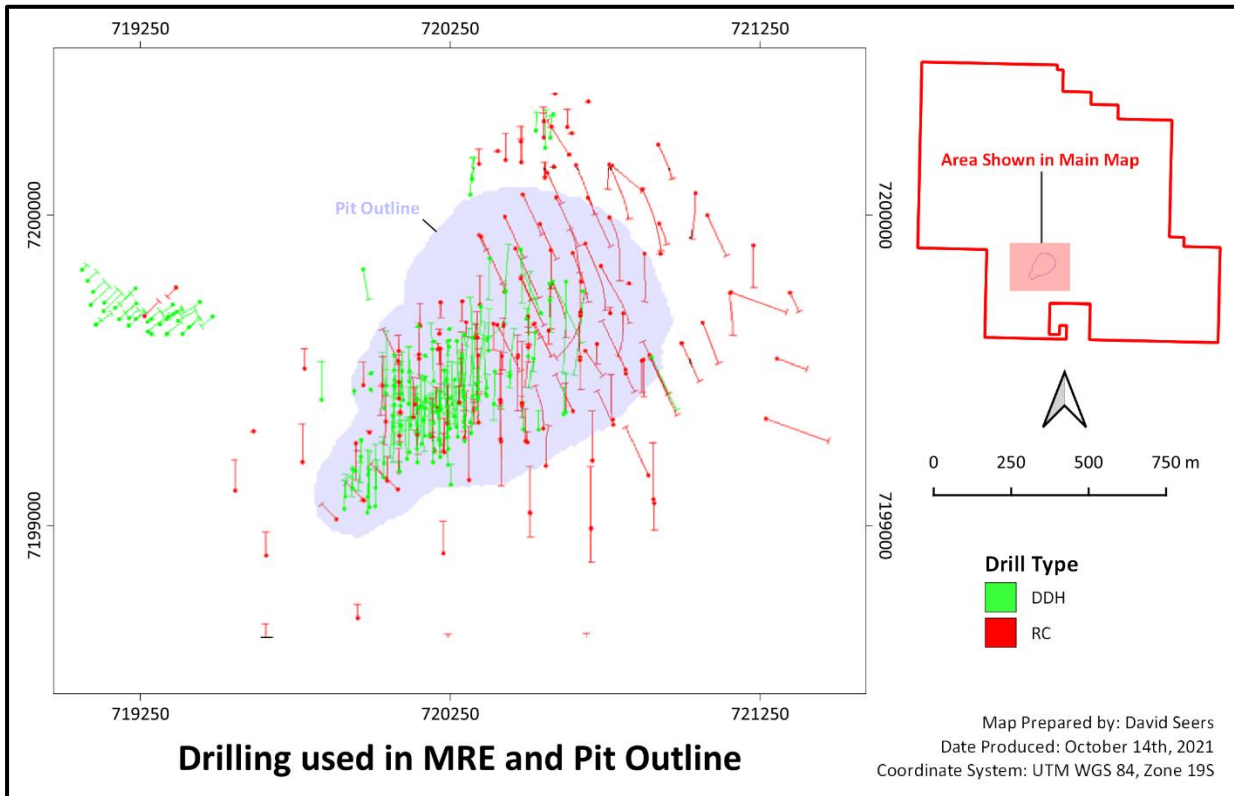 719250
720250
721250
7200000
7200000
Pit Outline
7199000
7199000
719250
720250
721250
Area Shown in Main Map
0
250
500
750 m
Drill Type
DDH
RC
Drilling used in MRE and Pit Outline
Map Prepared by: David Seers
Date Produced: October 14th, 2021
Coordinate System: UTM WGS 84, Zone 19S